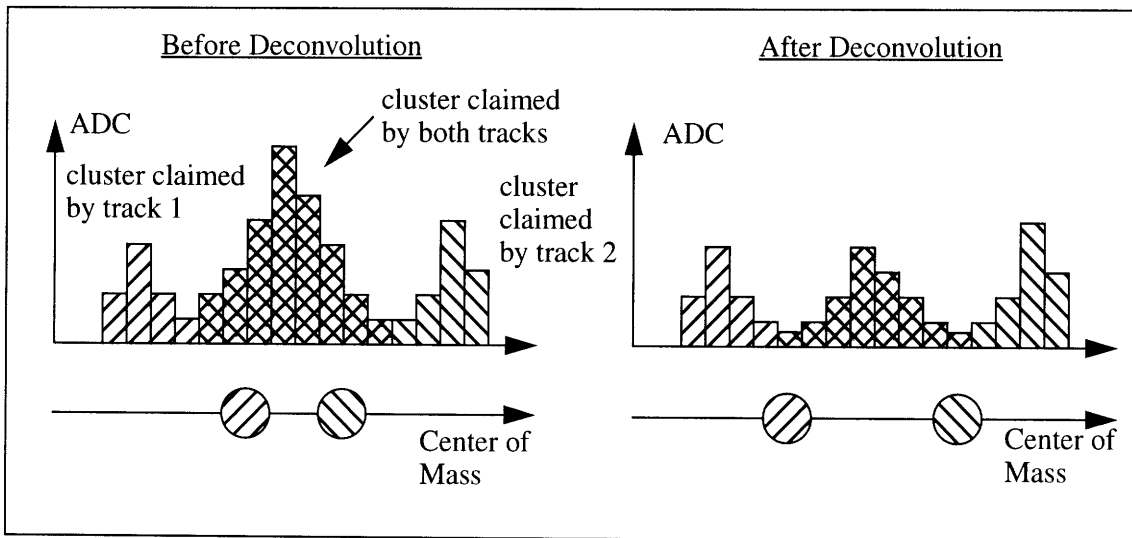 Before Deconvolution
After Deconvolution
cluster claimed
by both tracks
ADC
cluster claimed
by track 1
cluster
claimed
by track 2
ADC
Center of
Mass
Center of
Mass